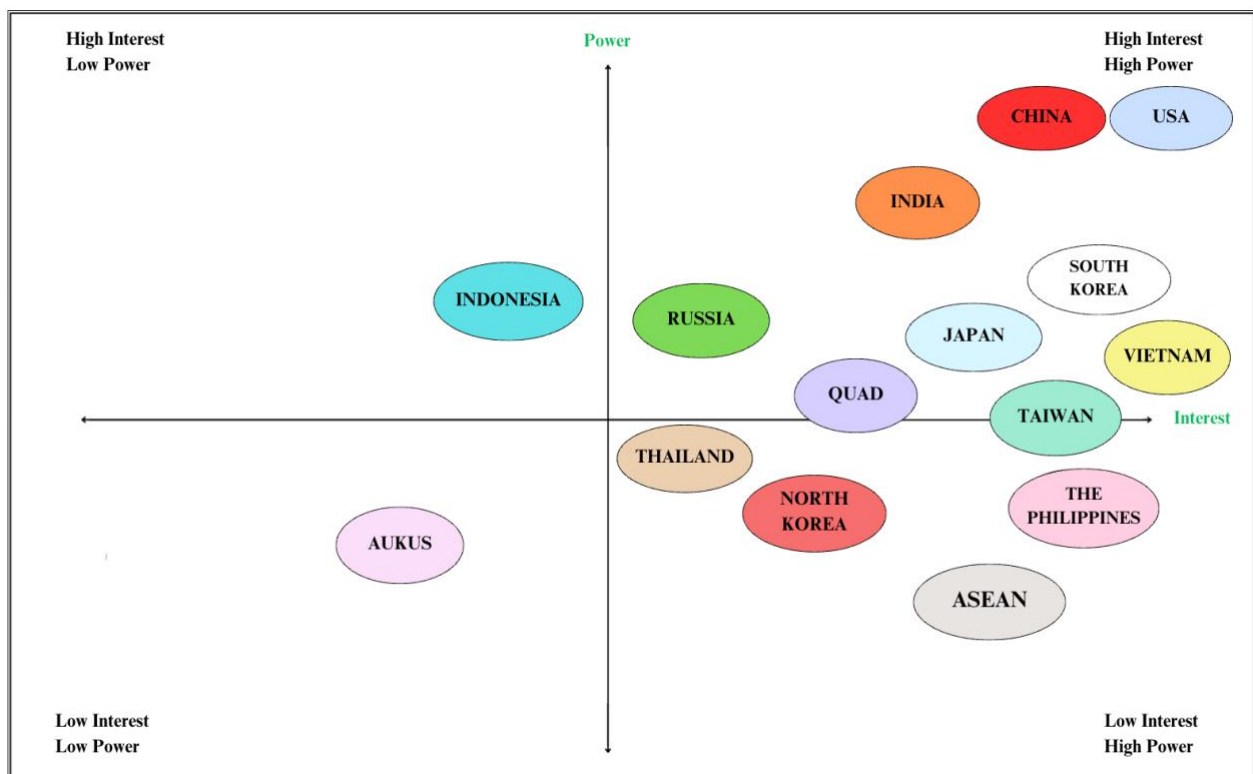 High Interest
Low Power
Power
High Interest
High Power
CHINA
USA
INDIA
SOUTH
KOREA
INDONESIA
RUSSIA
JAPAN
VIETNAM
QUAD
TAIWAN
Interest
THAILAND
NORTH
KOREA
THE
PHILIPPINES
AUKUS
ASEAN
Low Interest
Low Power
Low Interest
High Power